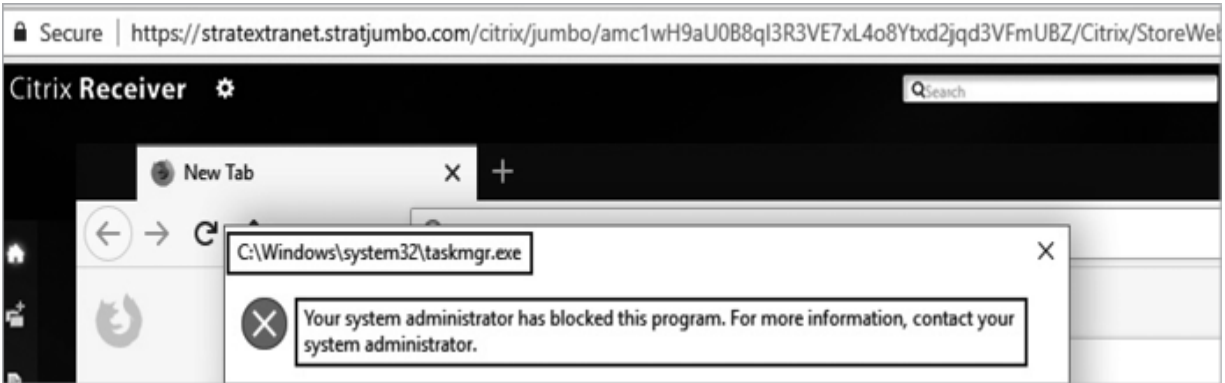 Secure | https://stratextranet.stratjumbo.com/citrix/jumbo/amc1wH9aU0B8qI3R3VE7xL4o8Ytxd2jqd3VFmUBZ/Citrix/StoreWeb
Citrix Receiver
Search
New Tab
C:\Windows\system32\taskmgr.exe
Your system administrator has blocked this program. For more information, contact your
system administrator.